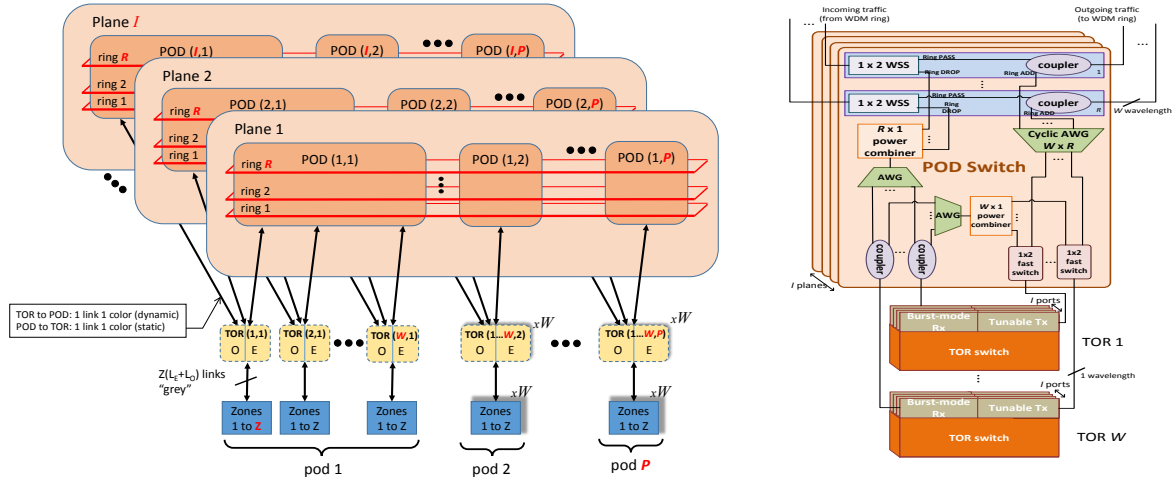 Plane I
POD (I,1)
POD (I,2)
POD (I,P)
ring R
ring 2
ring 1
Plane 2
POD (2,1)
POD (2,2)
POD (2,P)
ring R
ring 2
ring 1
Plane 1
POD (1,1)
POD (1,2)
POD (1,P)
ring R
ring 2
ring 1
TOR to POD: 1 link 1 color (dynamic)
POD to TOR: 1 link 1 color (static)
TOR (1,1)
O E
TOR (2,1)
O E
TOR (W,1)
O E
xW
TOR (1...W,2)
O E
xW
TOR (1...W,P)
O E
Z(LE+LO) links
"grey"
Zones
1 to Z
Zones
1 to Z
Zones
1 to Z
xW
Zones
1 to Z
xW
Zones
1 to Z
pod 1
pod 2
pod P
Incoming traffic
(from WDM ring)
Outgoing traffic
(to WDM ring)
1 x 2 WSS
Ring PASS
Ring DROP
Ring ADD
coupler
1
1 x 2 WSS
Ring PASS
Ring
DROP
Ring ADD
coupler
R
W wavelength
R x 1
power
combiner
Cyclic AWG
W x R
POD Switch
AWG
AWG
W x 1
power
combiner
coupler
coupler
1x2
fast
switch
1x2
fast
switch
I planes
I ports
Burst-mode
Rx
Tunable Tx
TOR switch
TOR 1
1 wavelength
I ports
Burst-mode
Rx
Tunable Tx
TOR switch
TOR W